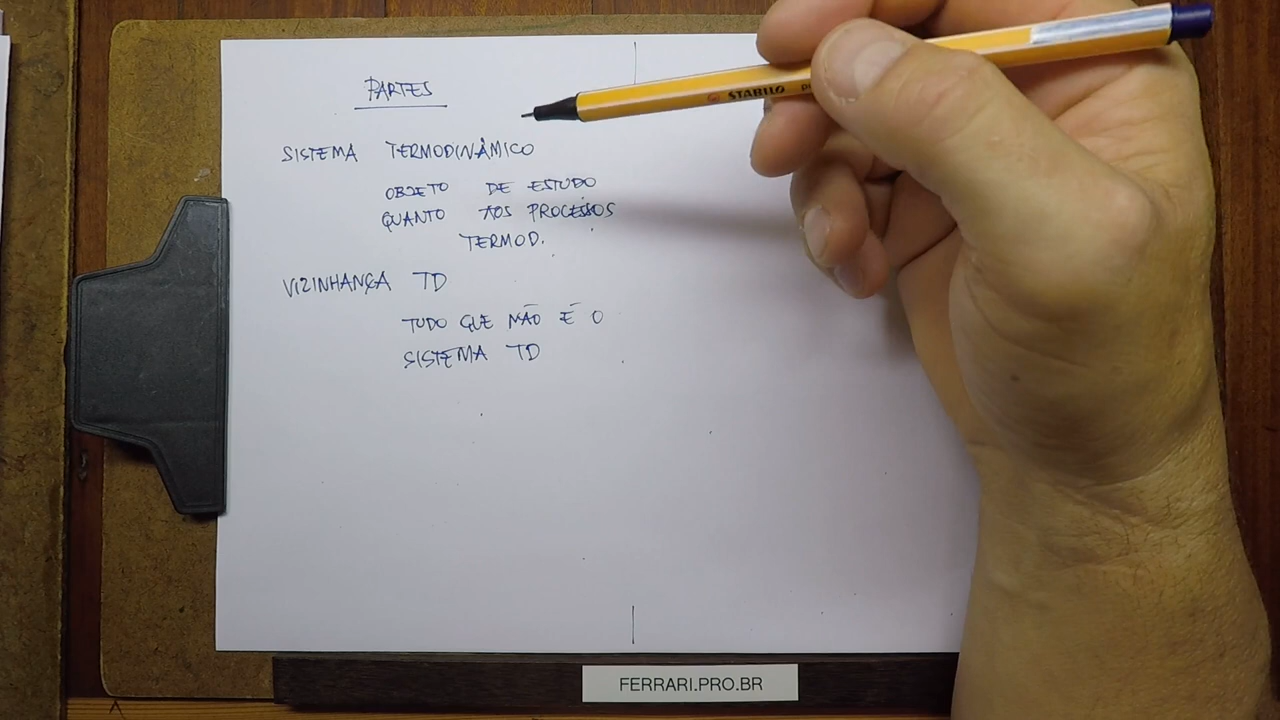 PARTES
SISTEMA TERMODINÂMICO
OBJETO DE ESTUDO
QUANTO AOS PROCESSOS
TERMOD.
VIZINHANÇA TD
TUDO QUE NÃO É O
SISTEMA TD
STABILO
FERRARI.PRO.BR